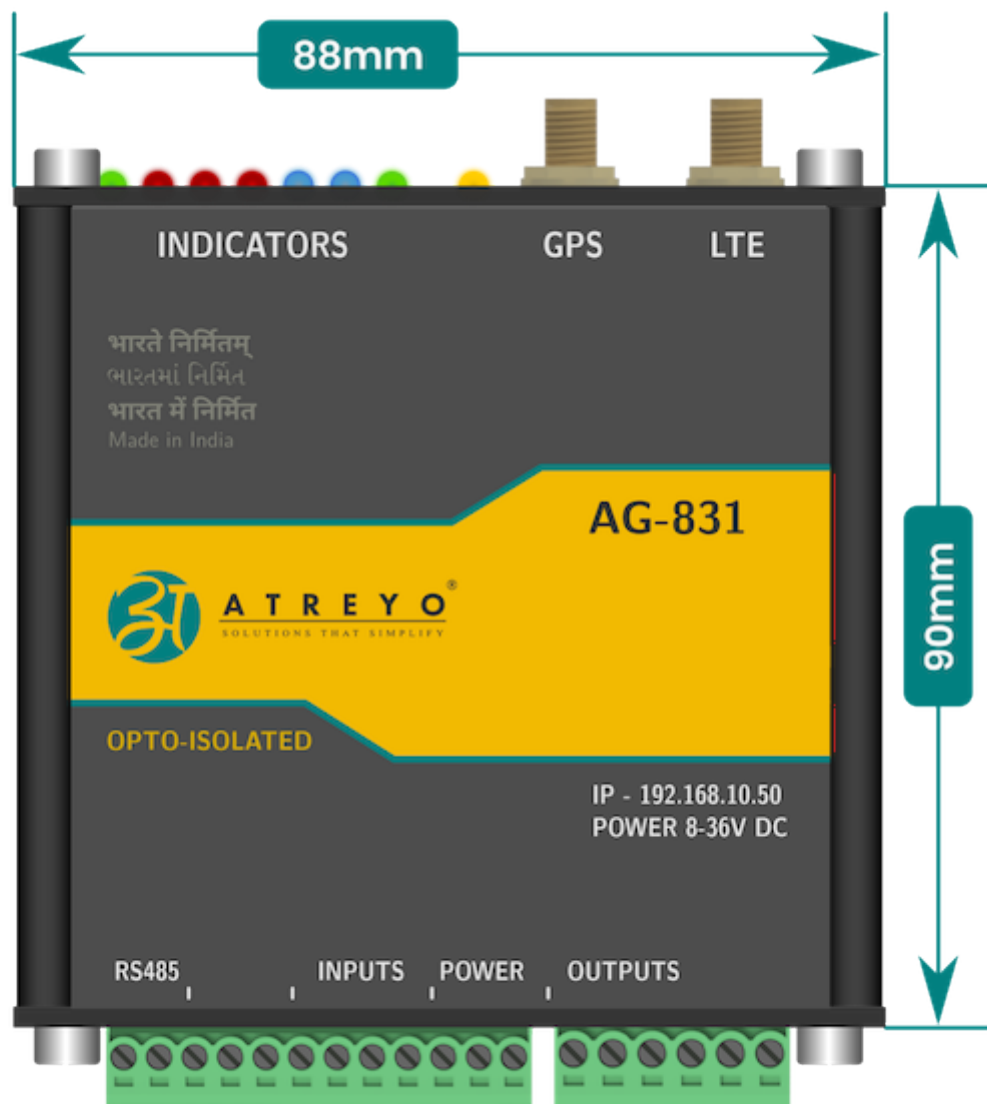 88mm
INDICATORS GPS LTE
भारते निर्मितम्
ભારતમાં નિર્મિત
भारत में निर्मित
Made in India
AG-831
अ ATREYO®
SOLUTIONS THAT SIMPLIFY
90mm
OPTO-ISOLATED
IP - 192.168.10.50
POWER 8-36V DC
RS485 INPUTS POWER OUTPUTS